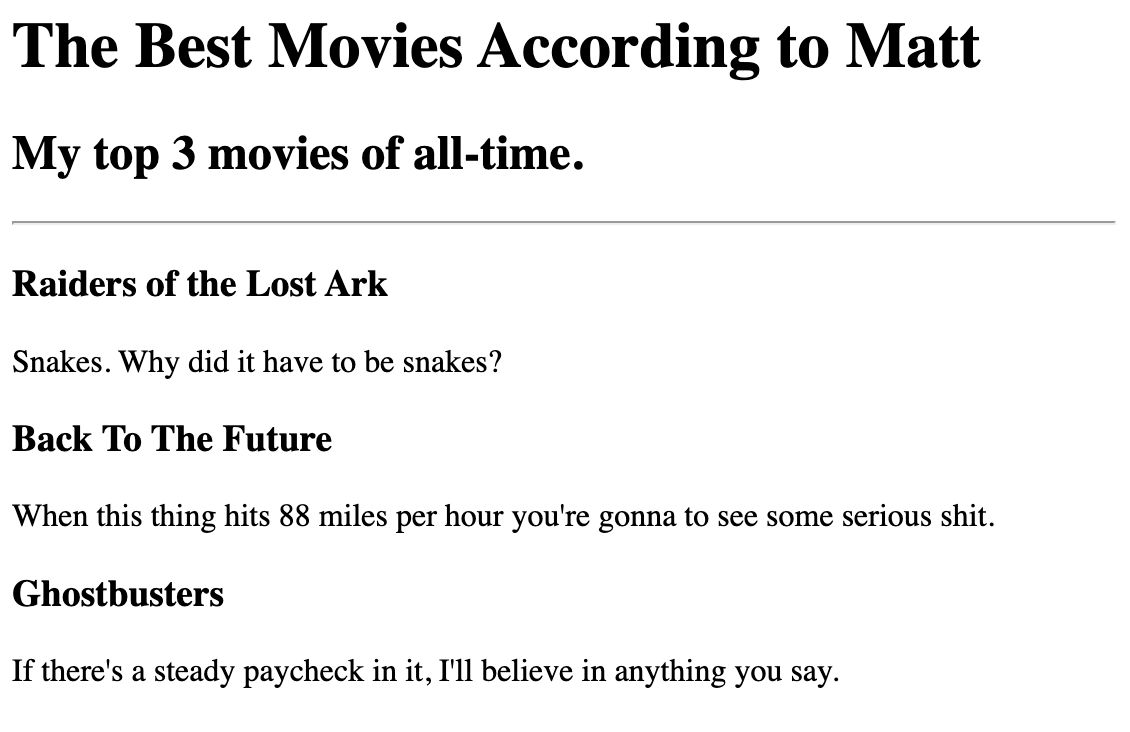 The Best Movies According to Matt
My top 3 movies of all-time.
Raiders of the Lost Ark
Snakes. Why did it have to be snakes?
Back To The Future
When this thing hits 88 miles per hour you're gonna to see some serious shit.
Ghostbusters
If there's a steady paycheck in it, I'll believe in anything you say.